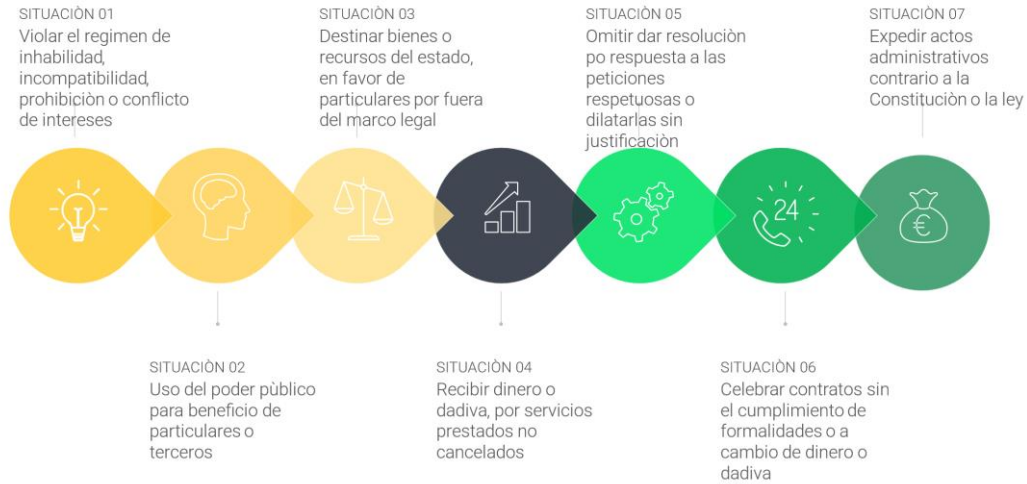 SITUACIÒN 01
Violar el regimen de
inhabilidad,
incompatibilidad,
prohibiciòn o conflicto
de intereses
SITUACIÒN 03
Destinar bienes o
recursos del estado,
en favor de
particulares por fuera
del marco legal
SITUACIÒN 05
Omitir dar resoluciòn
po respuesta a las
peticiones
respetuosas o
dilatarlas sin
justificaciòn
SITUACIÒN 07
Expedir actos
administrativos
contrario a la
Constituciòn o la ley
24
€
SITUACIÒN 02
Uso del poder pùblico
para beneficio de
particulares o
terceros
SITUACIÒN 04
Recibir dinero o
dadiva, por servicios
prestados no
cancelados
SITUACIÒN 06
Celebrar contratos sin
el cumplimiento de
formalidades o a
cambio de dinero o
dadiva